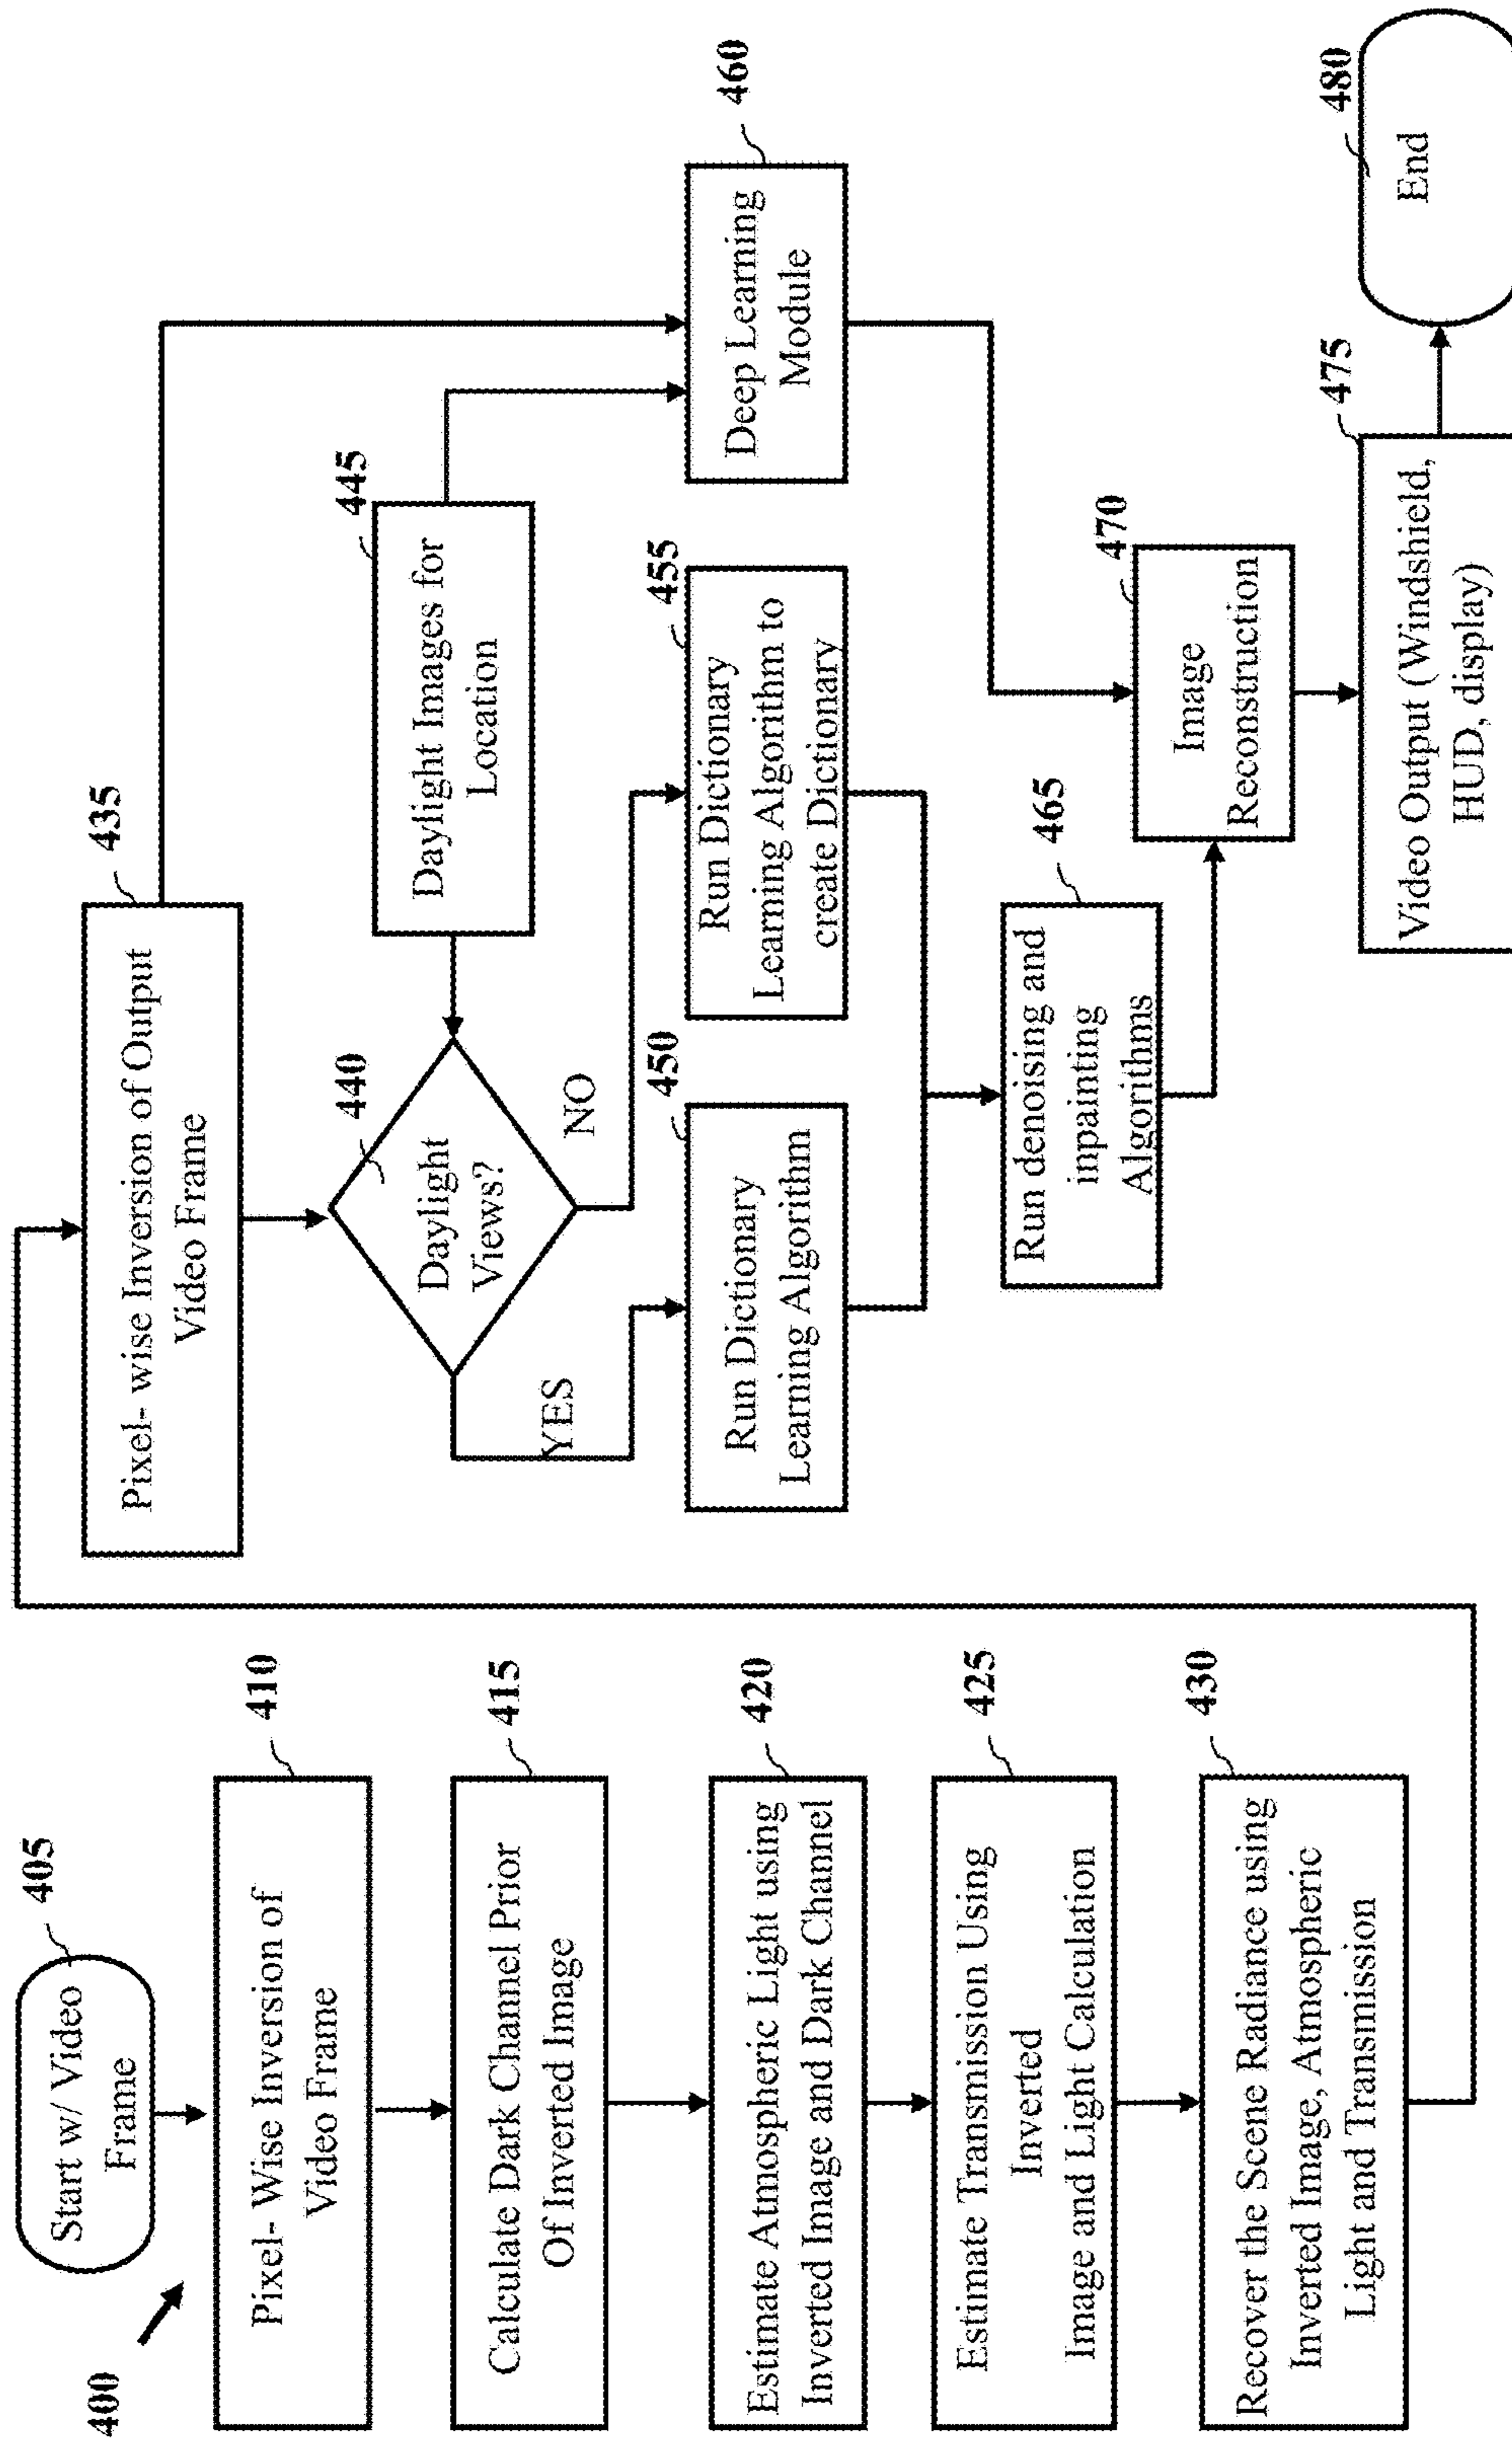 400
405
Start w/ Video
Frame
410
Pixel- Wise Inversion of
Video Frame
415
Calculate Dark Channel Prior
Of Inverted Image
420
Estimate Atmospheric Light using
Inverted Image and Dark Channel
425
Estimate Transmission Using
Inverted
Image and Light Calculation
430
Recover the Scene Radiance using
Inverted Image, Atmospheric
Light and Transmission
435
Pixel- wise Inversion of Output
Video Frame
440
Daylight
Views?
445
Daylight Images for
Location
YES
NO
450
Run Dictionary
Learning Algorithm
455
Run Dictionary
Learning Algorithm to
create Dictionary
460
Deep Learning
Module
465
Run denoising and
inpainting
Algorithms
470
Image
Reconstruction
475
Video Output (Windshield,
HUD, display)
480
End